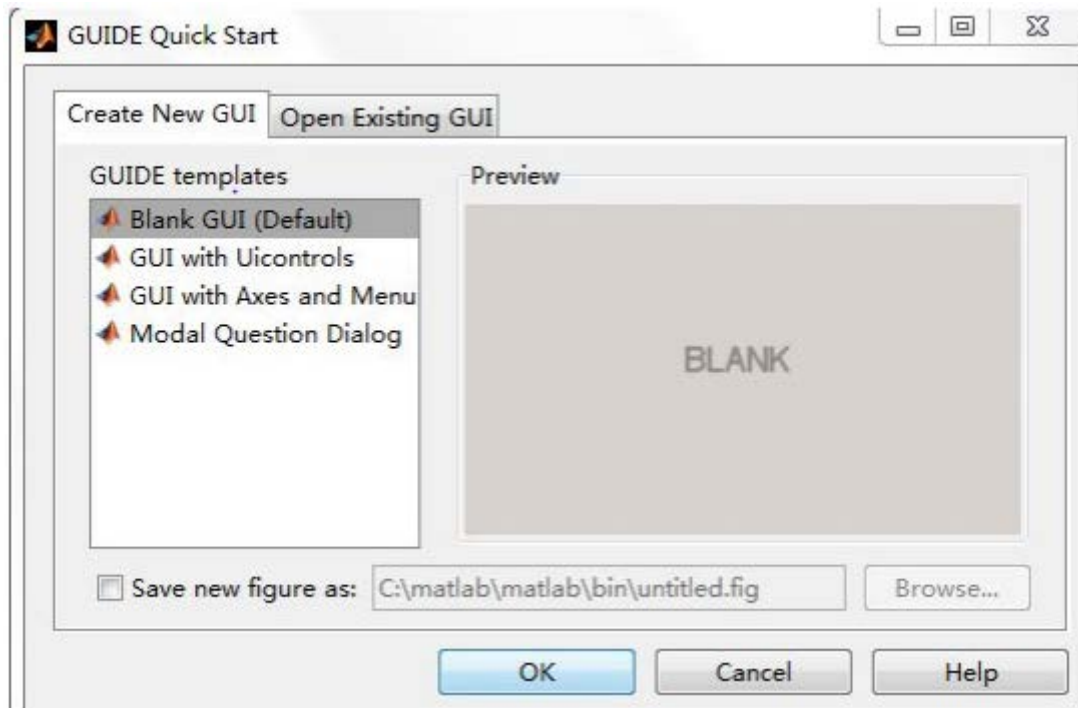 GUIDE Quick Start
Create New GUI
Open Existing GUI
GUIDE templates
Blank GUI (Default)
GUI with Uicontrols
GUI with Axes and Menu
Modal Question Dialog
Preview
BLANK
Save new figure as:
C:\matlab\matlab\bin\untitled.fig
Browse...
OK
Cancel
Help